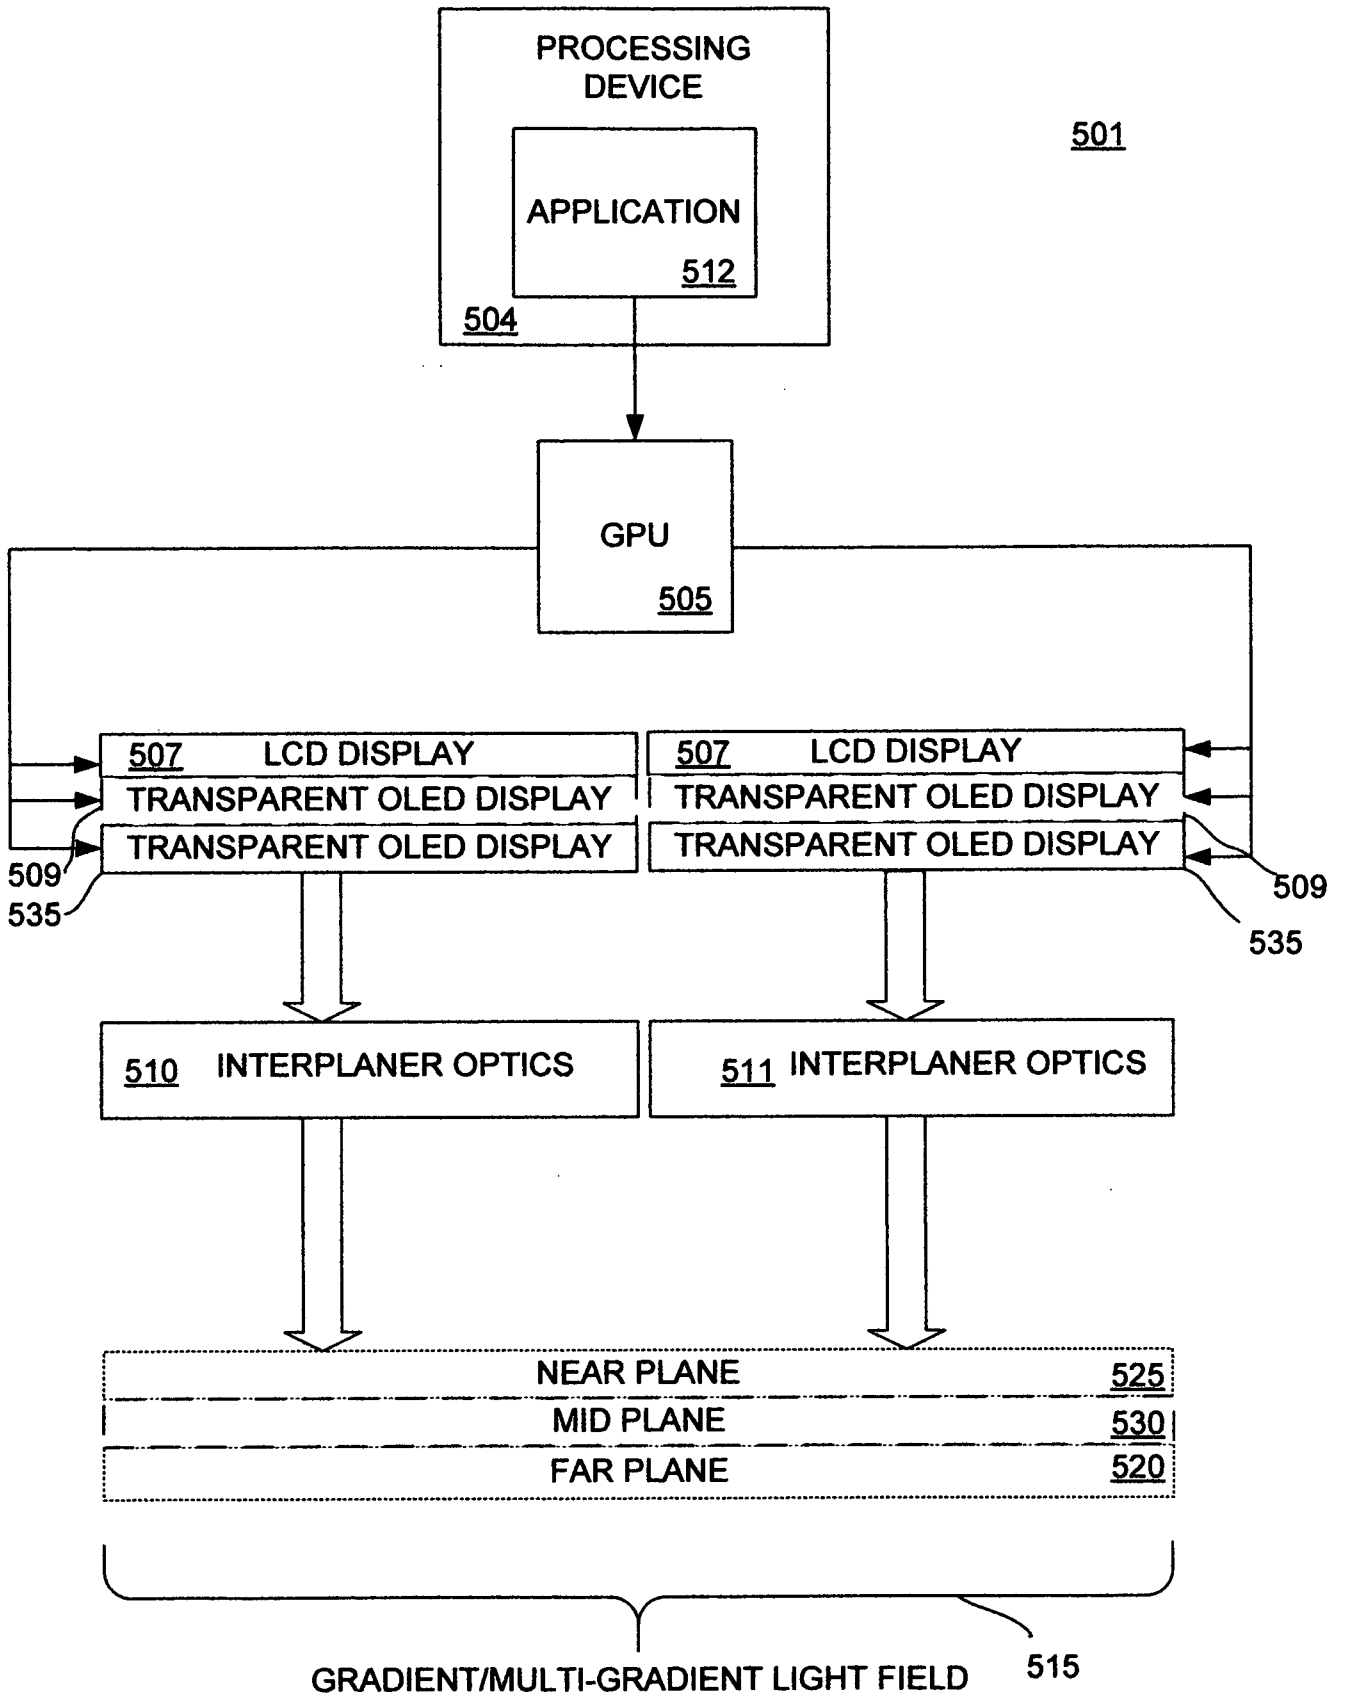 PROCESSING
DEVICE
501
APPLICATION
512
504
GPU
505
507 LCD DISPLAY
507 LCD DISPLAY
TRANSPARENT OLED DISPLAY
TRANSPARENT OLED DISPLAY
TRANSPARENT OLED DISPLAY
TRANSPARENT OLED DISPLAY
509
509
535
535
510 INTERPLANER OPTICS
511 INTERPLANER OPTICS
NEAR PLANE 525
MID PLANE 530
FAR PLANE 520
515
GRADIENT/MULTI-GRADIENT LIGHT FIELD